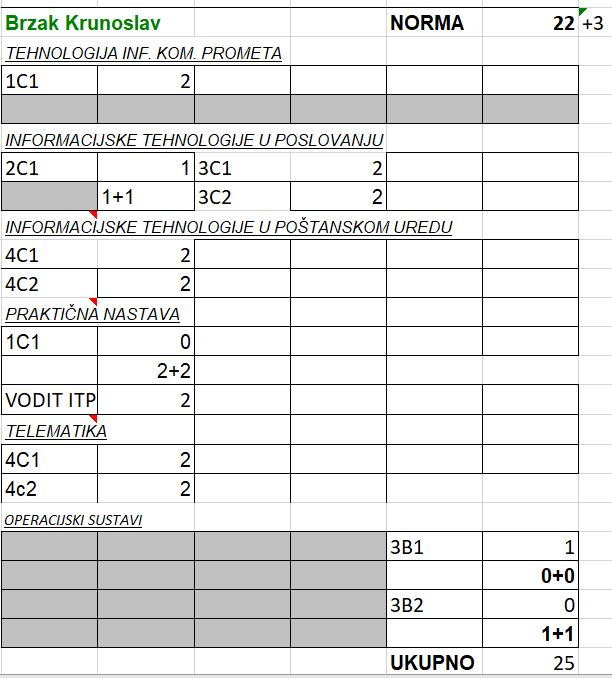 Brzak Krunoslav NORMA 22 +3
TEHNOLOGIJA INF. KOM. PROMETA
1C1 2
INFORMACIJSKE TEHNOLOGIJE U POSLOVANJU
2C1 1 3C1 2
1+1 3C2 2
INFORMACIJSKE TEHNOLOGIJE U POŠTANSKOM UREDU
4C1 2
4C2 2
PRAKTIČNA NASTAVA
1C1 0
2+2
VODIT ITP 2
TELEMATIKA
4C1 2
4c2 2
OPERACIJSKI SUSTAVI
3B1 1
0+0
3B2 0
1+1
UKUPNO 25